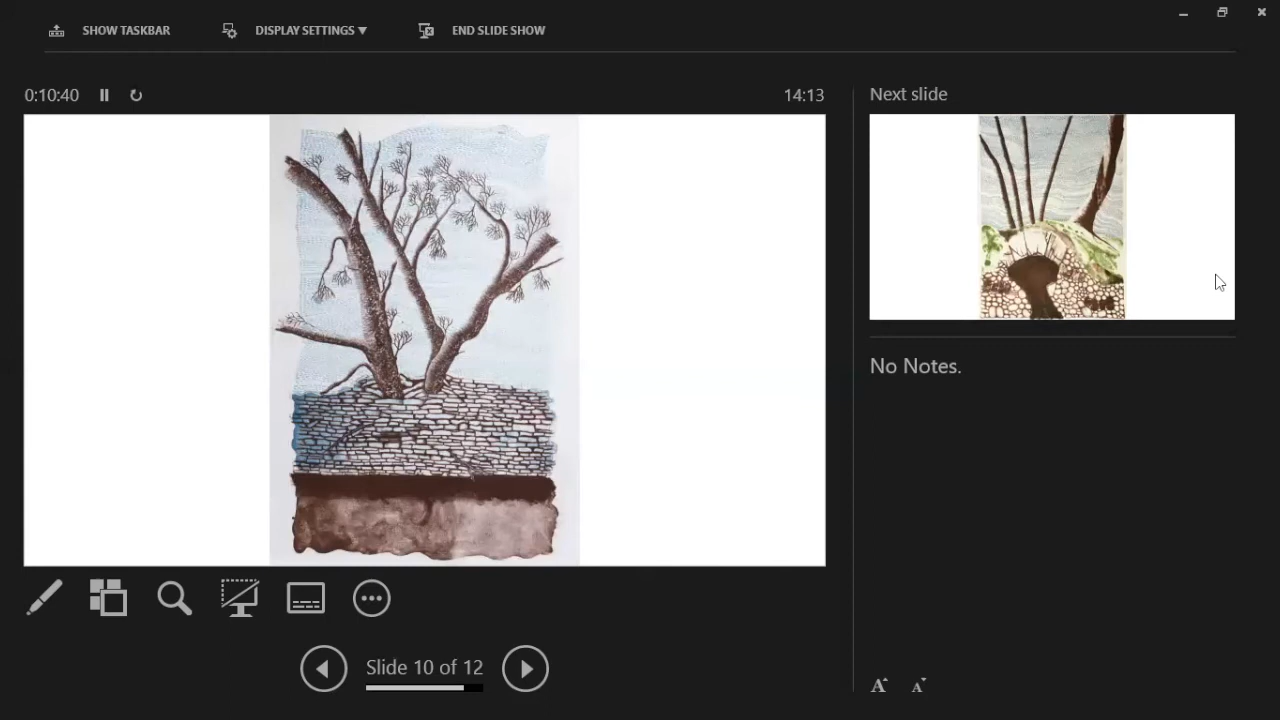 SHOW TASKBAR
DISPLAY SETTINGS ▼
END SLIDE SHOW
0:10:40
14:13
Next slide
No Notes.
Slide 10 of 12
A A